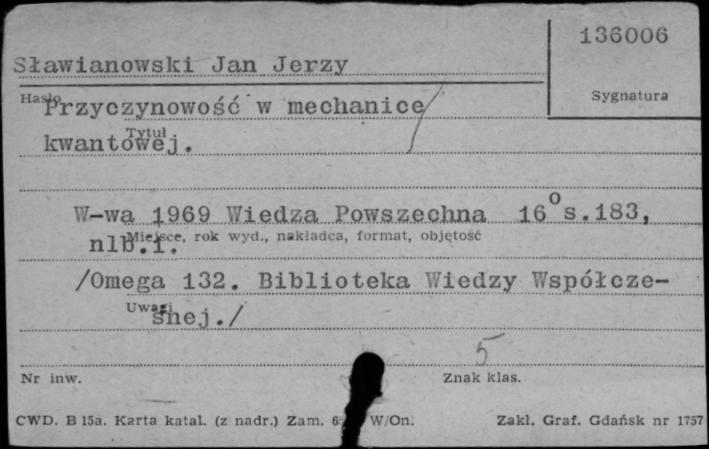 136006
Sławianowski Jan Jerzy
Sygnatura
Hasło
Przyczynowość w mechanice
Tytuł
kwantowej.
W-wa 1969 Wiedza Powszechna 16° s.183,
Miejsce, rok wyd., nakładca, format, objętość
nlb.1.
/Omega 132. Biblioteka Wiedzy Współcze-
Uwagi
snej./
5
Nr inw.
Znak klas.
CWD. B 15a. Karta katal. (z nadr.) Zam. W/On. Zakł. Graf. Gdańsk nr 1757